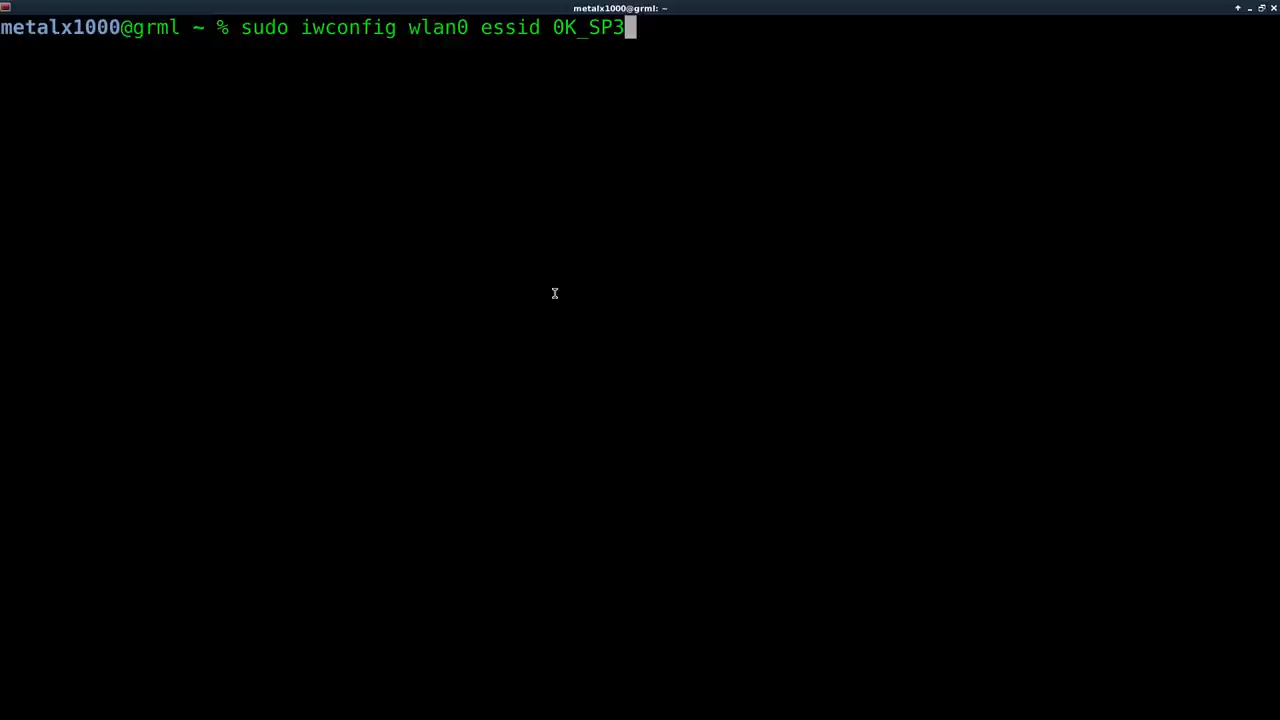 metalx1000@grml: ~
metalx1000@grml ~ % sudo iwconfig wlan0 essid 0K_SP3